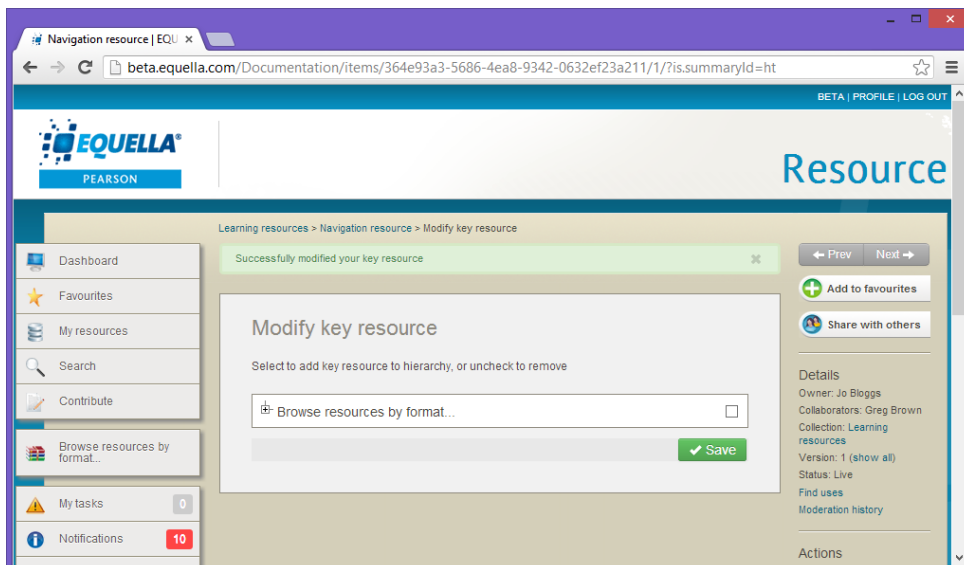 Navigation resource | EQU
beta.equella.com/Documentation/items/364e93a3-5686-4ea8-9342-0632ef23a211/1/?is.summaryId=ht
BETA | PROFILE | LOG OUT
EQUELLA®
PEARSON
Resource
Learning resources > Navigation resource > Modify key resource
Dashboard
Favourites
My resources
Search
Contribute
Browse resources by
format...
My tasks
0
Notifications
10
Successfully modified your key resource
Modify key resource
Select to add key resource to hierarchy, or uncheck to remove
Browse resources by format...
Save
Prev Next
Add to favourites
Share with others
Details
Owner: Jo Bloggs
Collaborators: Greg Brown
Collection: Learning
resources
Version: 1 (show all)
Status: Live
Find uses
Moderation history
Actions